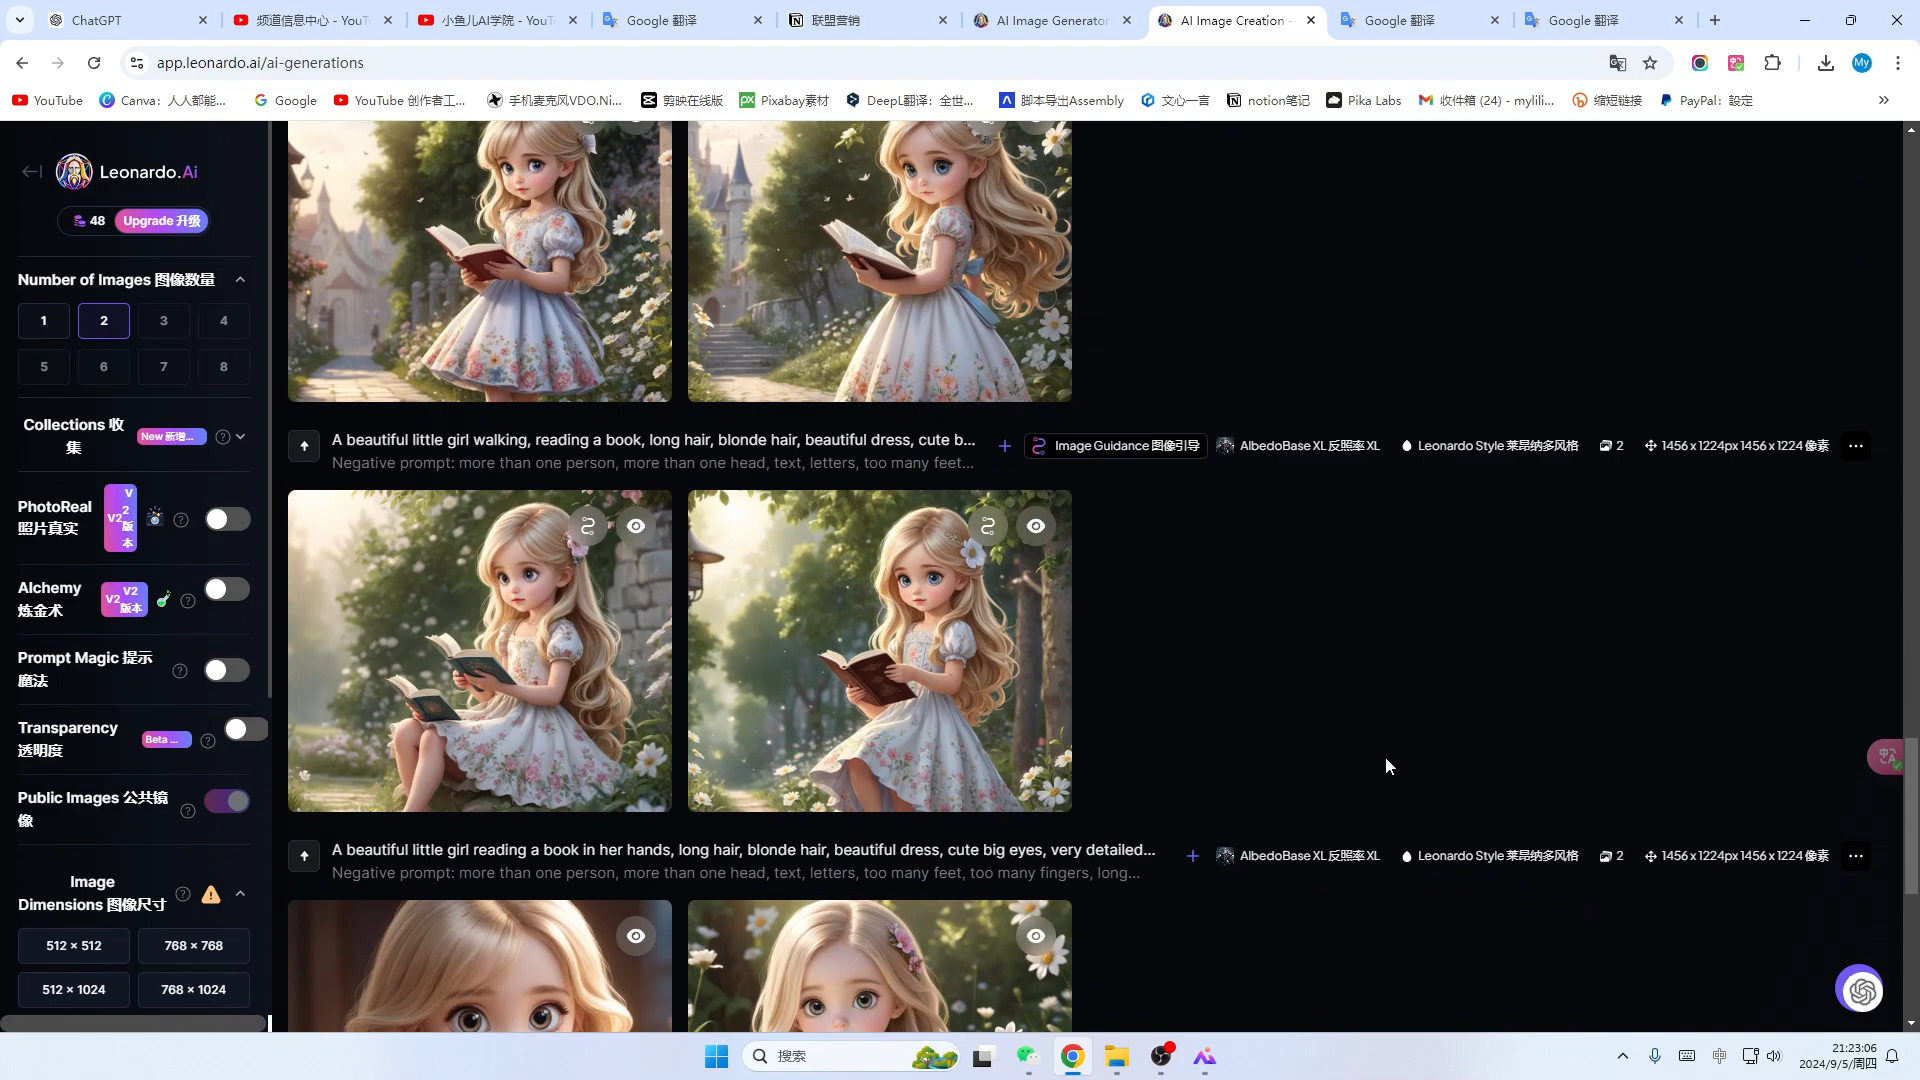 ChatGPT
频道信息中心 - YouT
小鱼儿AI学院 - YouTu
Google 翻译
联盟营销
AI Image Generator
AI Image Creation -
Google 翻译
Google 翻译
app.leonardo.ai/ai-generations
My
YouTube
Canva：人人都能...
Google
YouTube 创作者工...
手机麦克风VDO.Ni...
剪映在线版
Pixabay素材
DeepL翻译：全世...
脚本导出Assembly
文心一言
notion笔记
Pika Labs
收件箱 (24) - mylili...
缩短链接
PayPal：設定
Leonardo.Ai
48
Upgrade 升级
Number of Images 图像数量
1
2
3
4
5
6
7
8
Collections 收集
New 新增...
PhotoReal 照片真实
V2
V2版本
Alchemy 炼金术
V2
V2版本
Prompt Magic 提示魔法
Transparency 透明度
Beta ...
Public Images 公共镜像
Image Dimensions 图像尺寸
512 × 512
768 × 768
512 × 1024
768 × 1024
A beautiful little girl walking, reading a book, long hair, blonde hair, beautiful dress, cute b...
Negative prompt: more than one person, more than one head, text, letters, too many feet...
Image Guidance 图像引导
AlbedoBase XL 反照率 XL
Leonardo Style 莱昂纳多风格
2
1456 x 1224px 1456 x 1224 像素
A beautiful little girl reading a book in her hands, long hair, blonde hair, beautiful dress, cute big eyes, very detailed...
Negative prompt: more than one person, more than one head, text, letters, too many feet, too many fingers, long...
AlbedoBase XL 反照率 XL
Leonardo Style 莱昂纳多风格
2
1456 x 1224px 1456 x 1224 像素
搜索
中
21:23:06
2024/9/5/周四